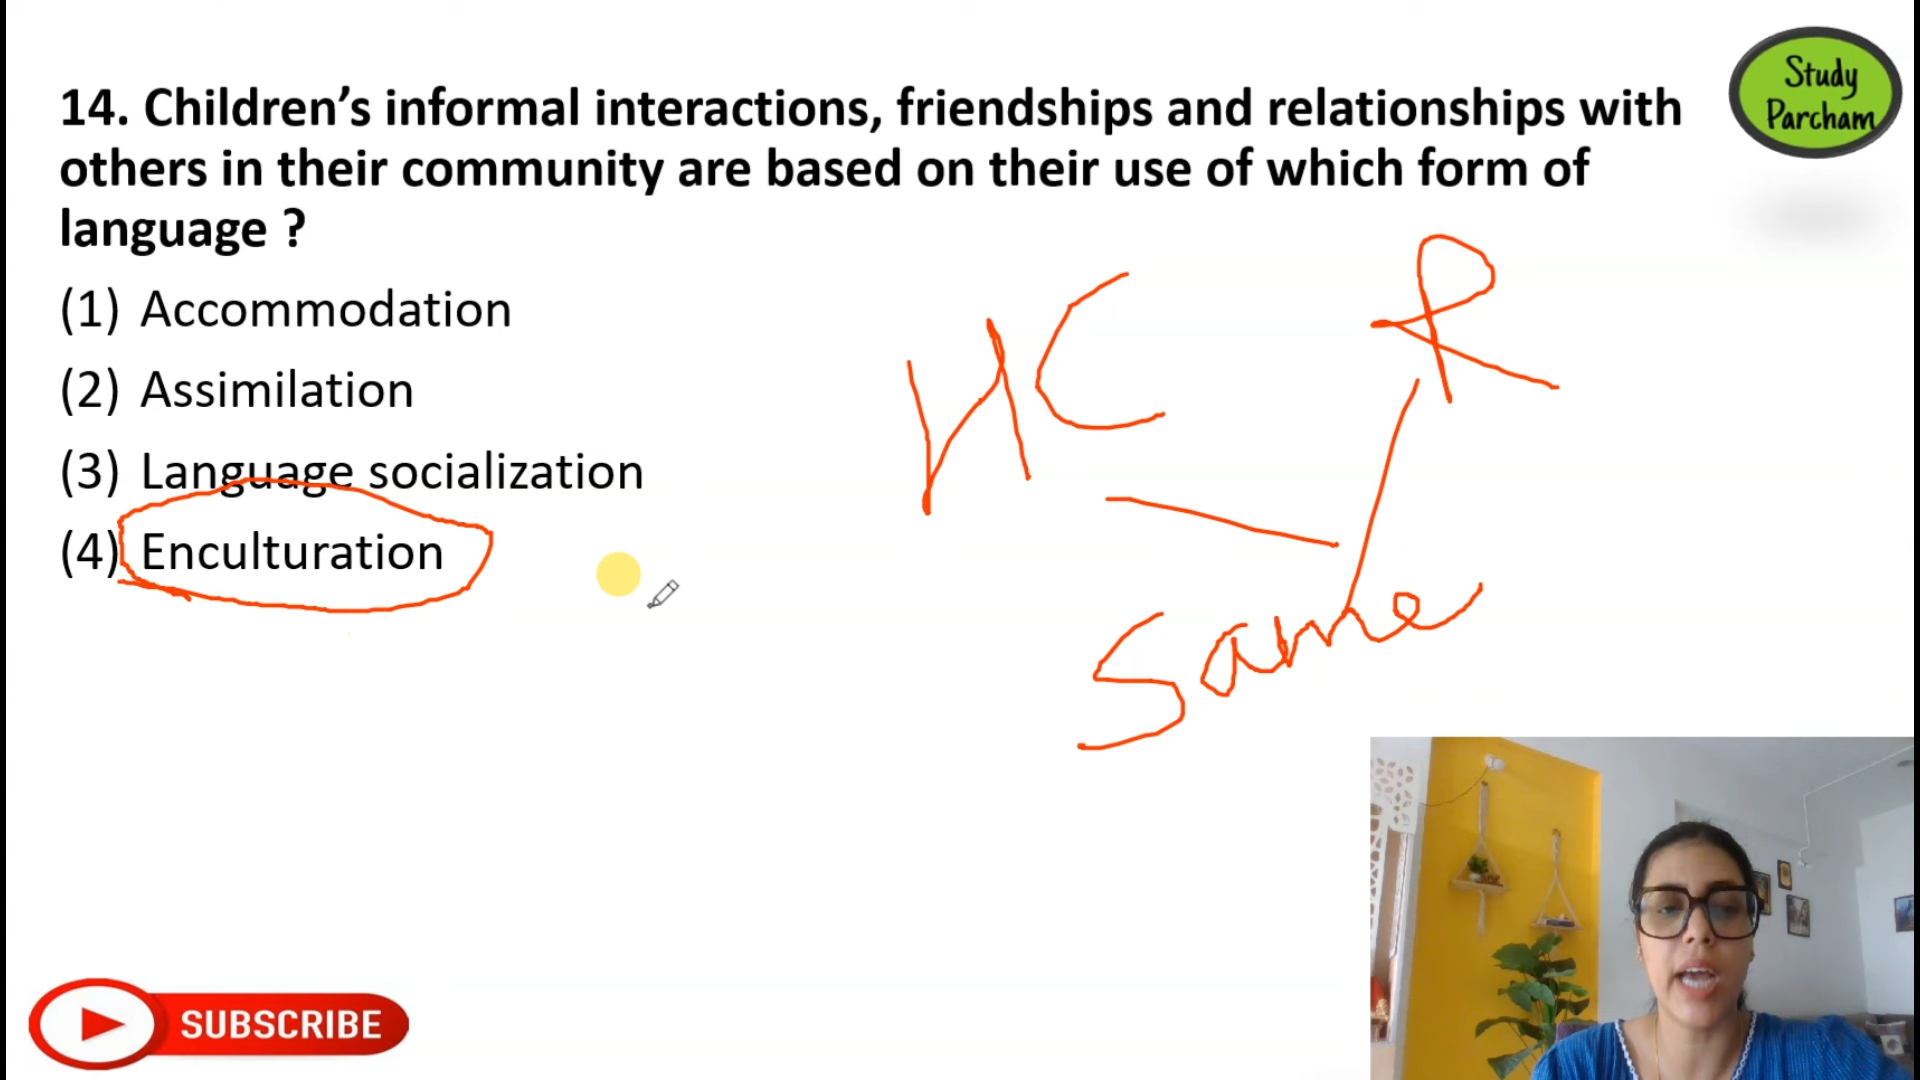 Study
Parcham
14. Children’s informal interactions, friendships and relationships with
others in their community are based on their use of which form of
language ?
(1) Accommodation
(2) Assimilation
(3) Language socialization
(4) Enculturation
HC
R
Same
SUBSCRIBE